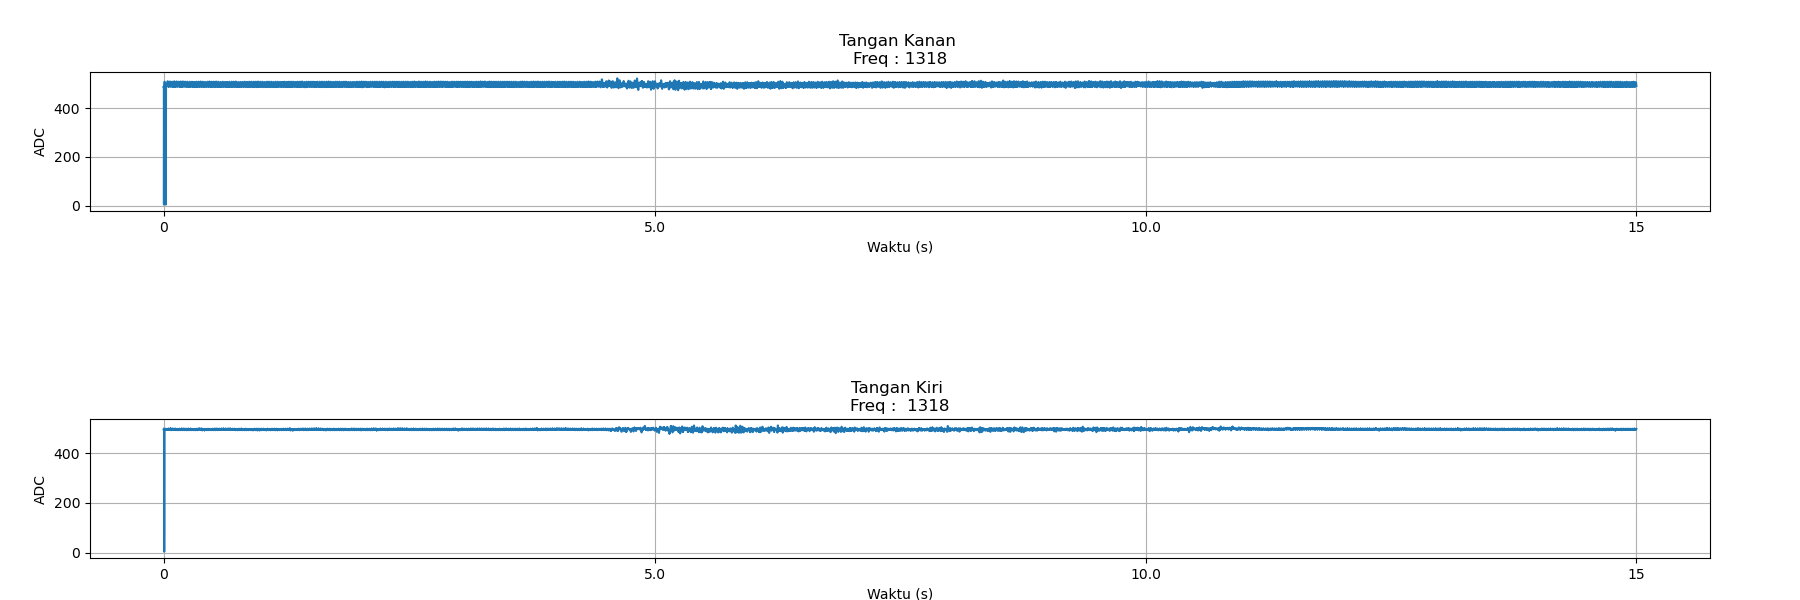 Tangan Kanan
Freq : 1318
400
200
0
ADC
0 5.0 10.0 15
Waktu (s)
Tangan Kiri
Freq :  1318
400
200
0
ADC
0 5.0 10.0 15
Waktu (s)